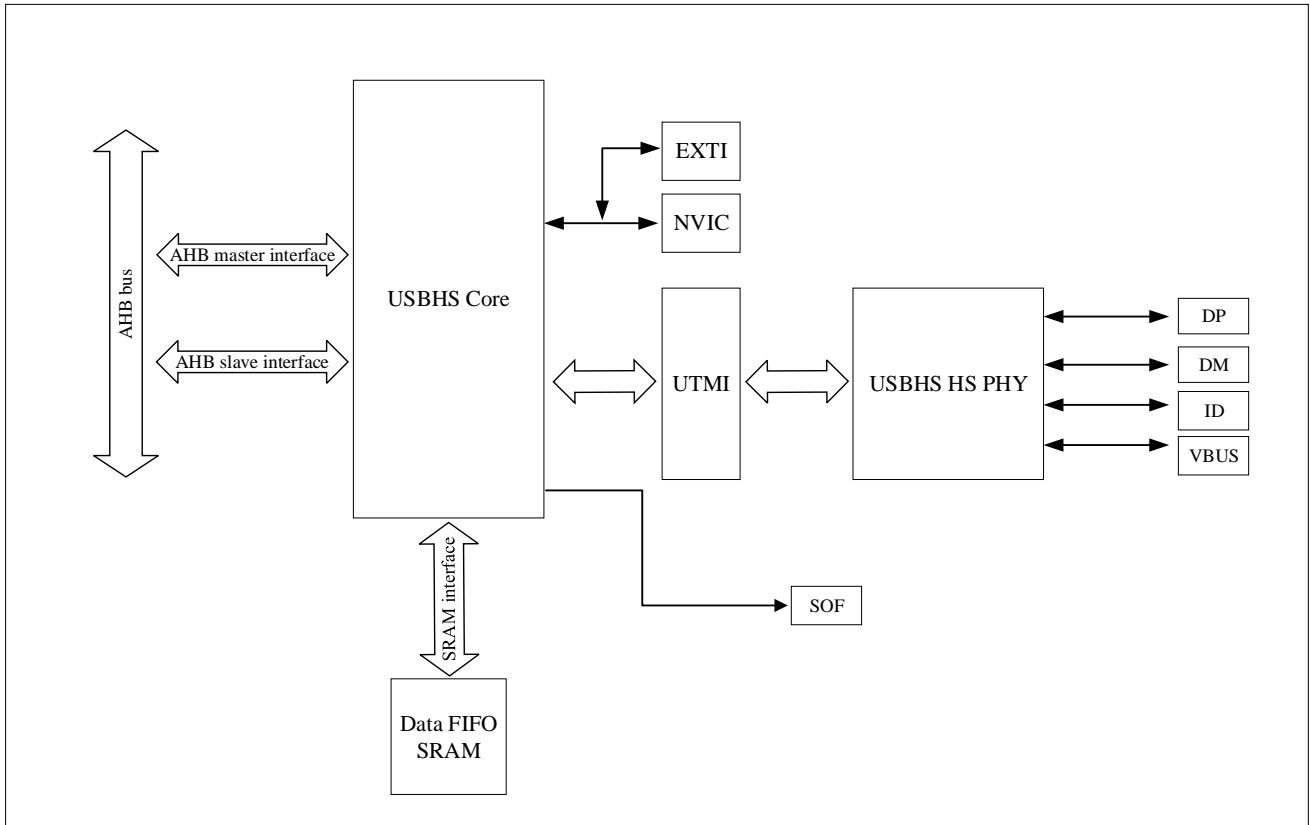 EXTI
NVIC
AHB bus
AHB master interface
USBHS Core
AHB slave interface
UTMI
USBHS HS PHY
DP
DM
ID
VBUS
SRAM interface
SOF
Data FIFO
SRAM